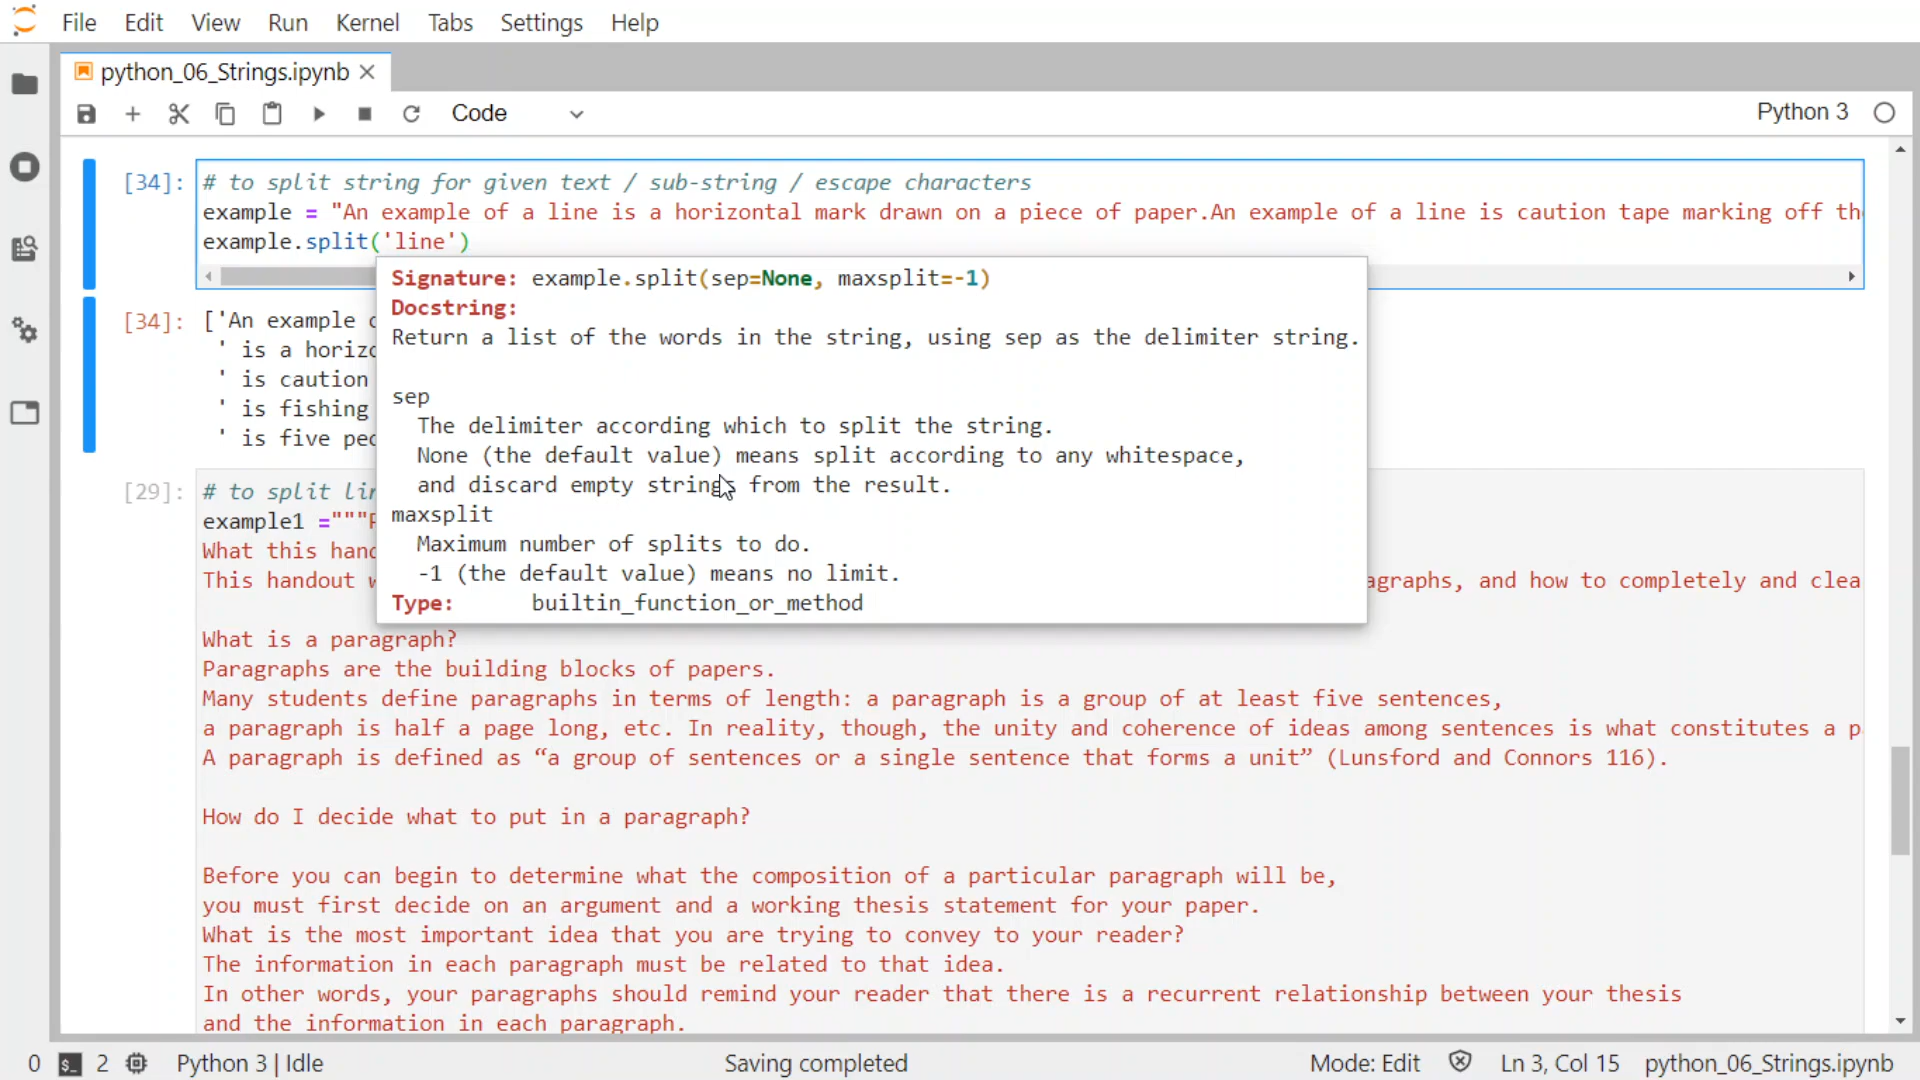 File Edit View Run Kernel Tabs Settings Help
python_06_Strings.ipynb
Code
Python 3
[34]: # to split string for given text / sub-string / escape characters
example = "An example of a line is a horizontal mark drawn on a piece of paper.An example of a line is caution tape marking off th
example.split('line')
Signature: example.split(sep=None, maxsplit=-1)
Docstring:
Return a list of the words in the string, using sep as the delimiter string.
sep
The delimiter according which to split the string.
None (the default value) means split according to any whitespace,
and discard empty strings from the result.
maxsplit
Maximum number of splits to do.
-1 (the default value) means no limit.
Type: builtin_function_or_method
[34]: ['An example
' is a horizo
' is caution
' is fishing
' is five peo
[29]: # to split lin
example1 ="""
What this hand
This handout
agraphs, and how to completely and clea
What is a paragraph?
Paragraphs are the building blocks of papers.
Many students define paragraphs in terms of length: a paragraph is a group of at least five sentences,
a paragraph is half a page long, etc. In reality, though, the unity and coherence of ideas among sentences is what constitutes a p
A paragraph is defined as “a group of sentences or a single sentence that forms a unit” (Lunsford and Connors 116).
How do I decide what to put in a paragraph?
Before you can begin to determine what the composition of a particular paragraph will be,
you must first decide on an argument and a working thesis statement for your paper.
What is the most important idea that you are trying to convey to your reader?
The information in each paragraph must be related to that idea.
In other words, your paragraphs should remind your reader that there is a recurrent relationship between your thesis
and the information in each paragraph.
0 $_ 2 Python 3 | Idle Saving completed Mode: Edit Ln 3, Col 15 python_06_Strings.ipynb